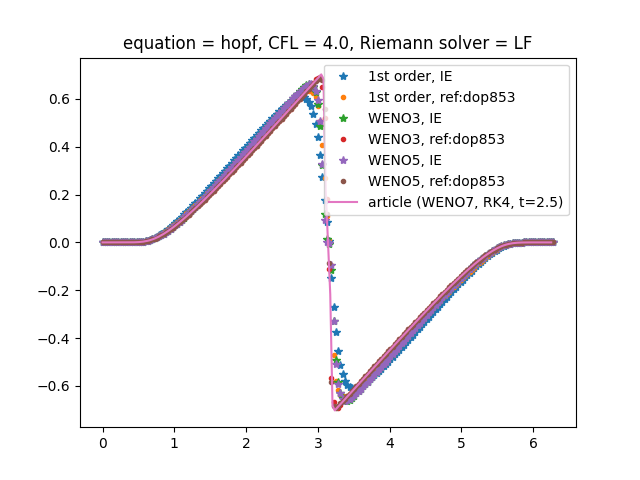 equation = hopf, CFL = 4.0, Riemann solver = LF
1st order, IE
1st order, ref:dop853
WENO3, IE
WENO3, ref:dop853
WENO5, IE
WENO5, ref:dop853
article (WENO7, RK4, t=2.5)
0.6
0.4
0.2
0.0
−0.2
−0.4
−0.6
0 1 2 3 4 5 6